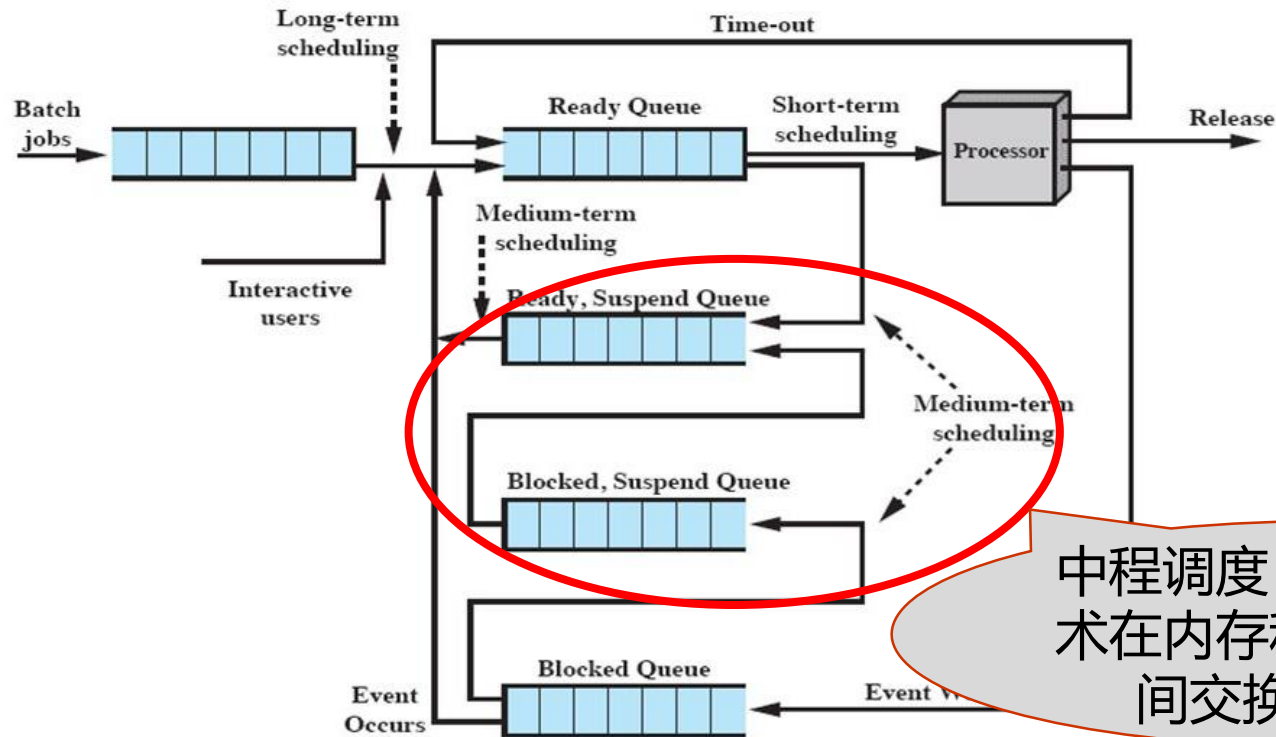 Long-term
scheduling
Time-out
Batch
jobs
Ready Queue
Short-term
scheduling
Processor
Release
Medium-term
scheduling
Interactive
users
Ready, Suspend Queue
Medium-term
scheduling
Blocked, Suspend Queue
中程调度
术在内存
间交换
Blocked Queue
Event
Occurs
Event